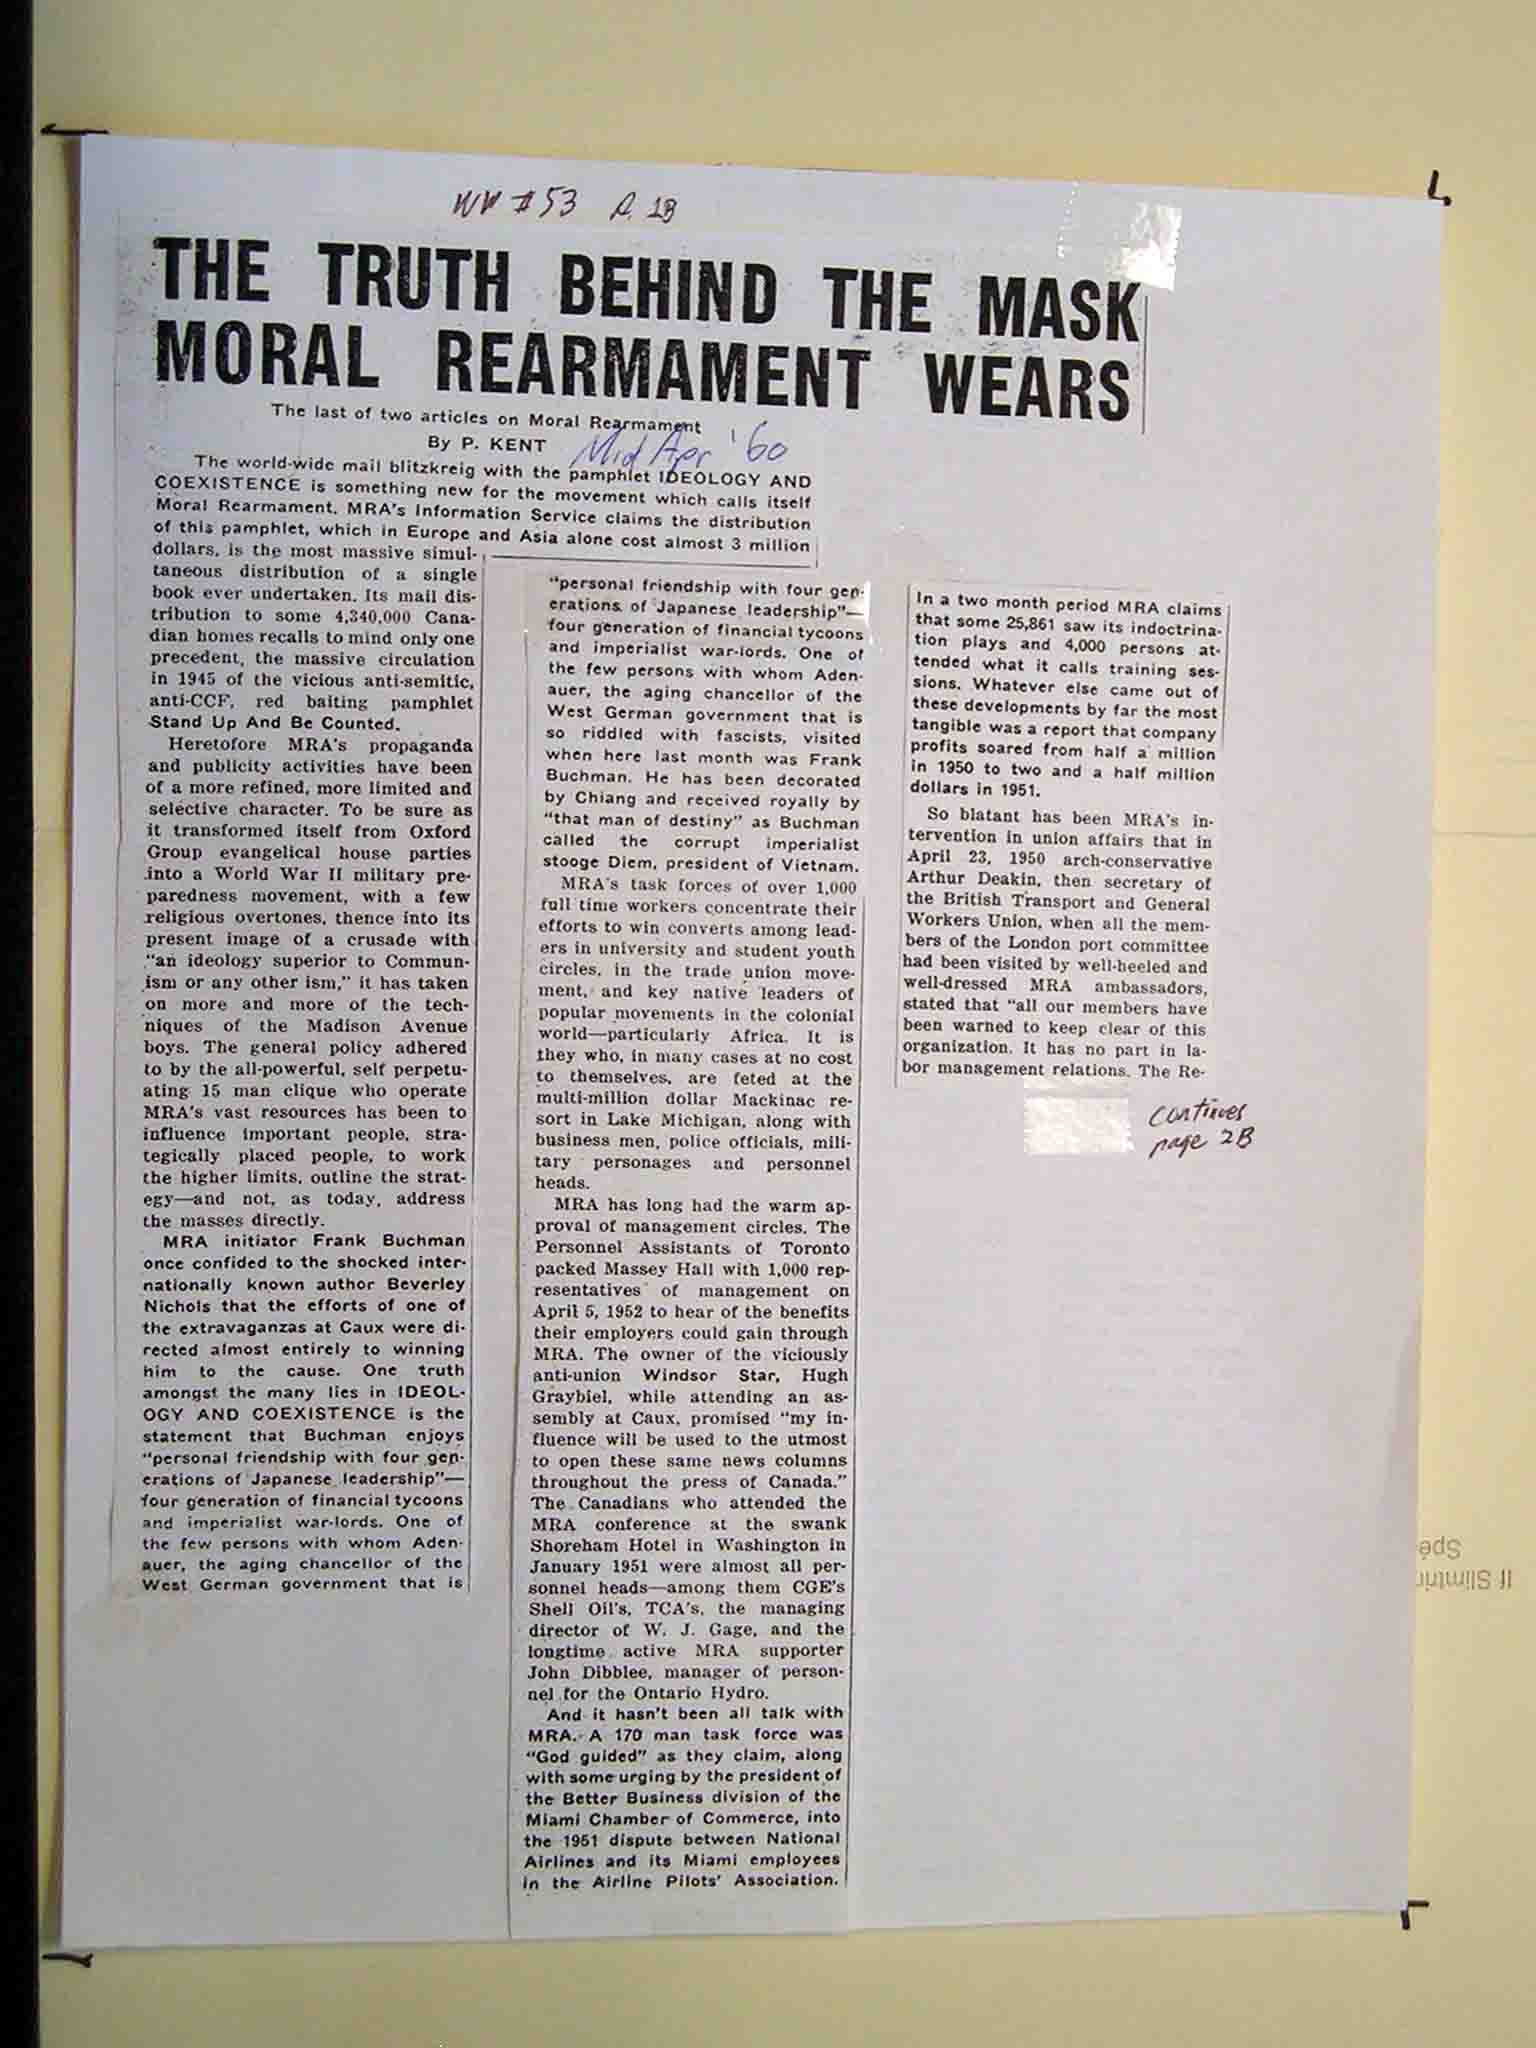 WV #53 p. 1B
THE TRUTH BEHIND THE MASK
MORAL REARMAMENT WEARS
The last of two articles on Moral Rearmament
By P. KENT
Mid Apr '60
The world-wide mail blitzkreig with the pamphlet IDEOLOGY AND
COEXISTENCE is something new for the movement which calls itself
Moral Rearmament. MRA's Information Service claims the distribution
of this pamphlet, which in Europe and Asia alone cost almost 3 million
dollars, is the most massive simul-
taneous distribution of a single
book ever undertaken. Its mail dis-
tribution to some 4,340,000 Cana-
dian homes recalls to mind only one
precedent, the massive circulation
in 1945 of the vicious anti-semitic,
anti-CCF, red baiting pamphlet
Stand Up And Be Counted.
Heretofore MRA's propaganda
and publicity activities have been
of a more refined, more limited and
selective character. To be sure as
it transformed itself from Oxford
Group evangelical house parties
into a World War II military pre-
paredness movement, with a few
religious overtones, thence into its
present image of a crusade with
"an ideology superior to Commun-
ism or any other ism," it has taken
on more and more of the tech-
niques of the Madison Avenue
boys. The general policy adhered
to by the all-powerful, self perpetu-
ating 15 man clique who operate
MRA's vast resources has been to
influence important people, stra-
tegically placed people, to work
the higher limits, outline the strat-
egy—and not, as today, address
the masses directly.
MRA initiator Frank Buchman
once confided to the shocked inter-
nationally known author Beverley
Nichols that the efforts of one of
the extravaganzas at Caux were di-
rected almost entirely to winning
him to the cause. One truth
amongst the many lies in IDEOL-
OGY AND COEXISTENCE is the
statement that Buchman enjoys
"personal friendship with four gen-
erations of Japanese leadership"—
four generation of financial tycoons
and imperialist war-lords. One of
the few persons with whom Aden-
auer, the aging chancellor of the
West German government that is
"personal friendship with four gen-
erations of Japanese leadership"—
four generation of financial tycoons
and imperialist war-lords. One of
the few persons with whom Aden-
auer, the aging chancellor of the
West German government that is
so riddled with fascists, visited
when here last month was Frank
Buchman. He has been decorated
by Chiang and received royally by
"that man of destiny" as Buchman
called the corrupt imperialist
stooge Diem, president of Vietnam.
MRA's task forces of over 1,000
full time workers concentrate their
efforts to win converts among lead-
ers in university and student youth
circles, in the trade union move-
ment, and key native leaders of
popular movements in the colonial
world—particularly Africa. It is
they who, in many cases at no cost
to themselves, are feted at the
multi-million dollar Mackinac re-
sort in Lake Michigan, along with
business men, police officials, mili-
tary personages and personnel
heads.
MRA has long had the warm ap-
proval of management circles. The
Personnel Assistants of Toronto
packed Massey Hall with 1,000 rep-
resentatives of management on
April 5, 1952 to hear of the benefits
their employers could gain through
MRA. The owner of the viciously
anti-union Windsor Star, Hugh
Graybiel, while attending an as-
sembly at Caux, promised "my in-
fluence will be used to the utmost
to open these same news columns
throughout the press of Canada."
The Canadians who attended the
MRA conference at the swank
Shoreham Hotel in Washington in
January 1951 were almost all per-
sonnel heads—among them CGE's
Shell Oil's, TCA's, the managing
director of W. J. Gage, and the
longtime active MRA supporter
John Dibblee, manager of person-
nel for the Ontario Hydro.
And it hasn't been all talk with
MRA. A 170 man task force was
"God guided" as they claim, along
with some urging by the president of
the Better Business division of the
Miami Chamber of Commerce, into
the 1951 dispute between National
Airlines and its Miami employees
in the Airline Pilots' Association.
In a two month period MRA claims
that some 25,861 saw its indoctrina-
tion plays and 4,000 persons at-
tended what it calls training ses-
sions. Whatever else came out of
these developments by far the most
tangible was a report that company
profits soared from half a million
in 1950 to two and a half million
dollars in 1951.
So blatant has been MRA's in-
tervention in union affairs that in
April 23, 1950 arch-conservative
Arthur Deakin, then secretary of
the British Transport and General
Workers Union, when all the mem-
bers of the London port committee
had been visited by well-heeled and
well-dressed MRA ambassadors,
stated that "all our members have
been warned to keep clear of this
organization. It has no part in la-
bor management relations. The Re-
continues
page 2B